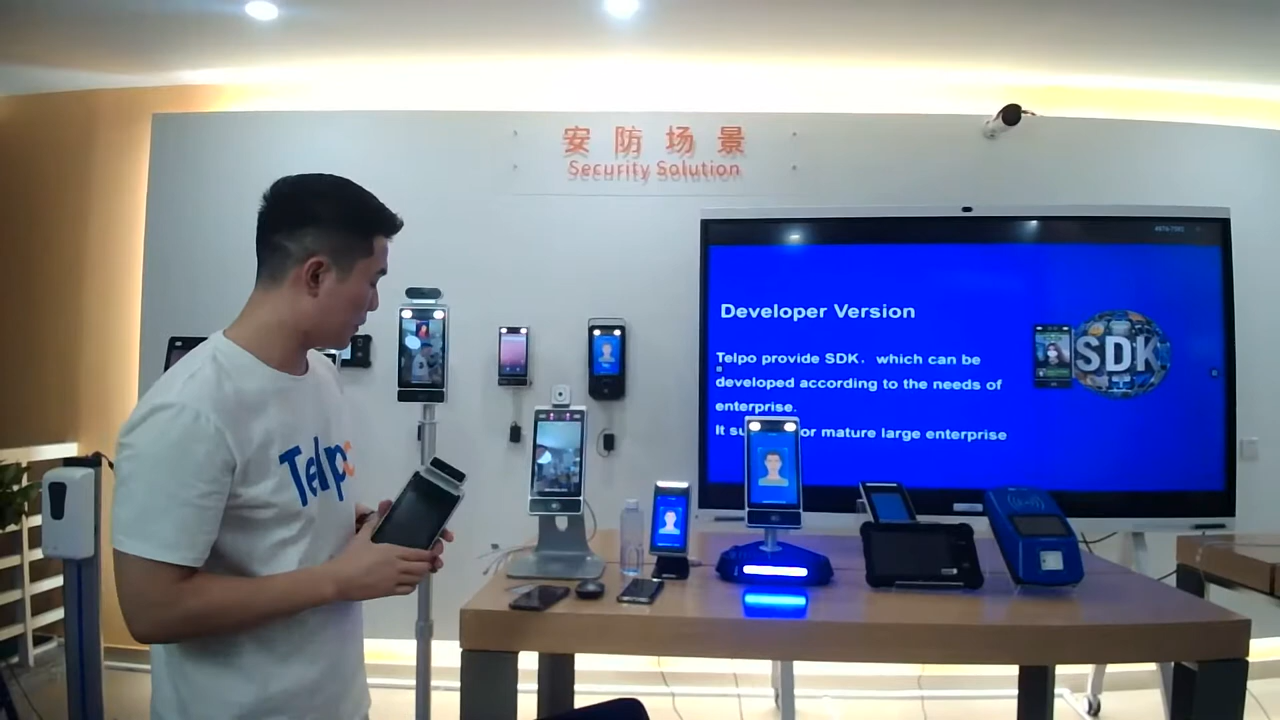 安防场景
Security Solution
Developer Version
Telpo provide SDK, which can be
developed according to the needs of
enterprise.
It su or mature large enterprise
SDK
Telpo